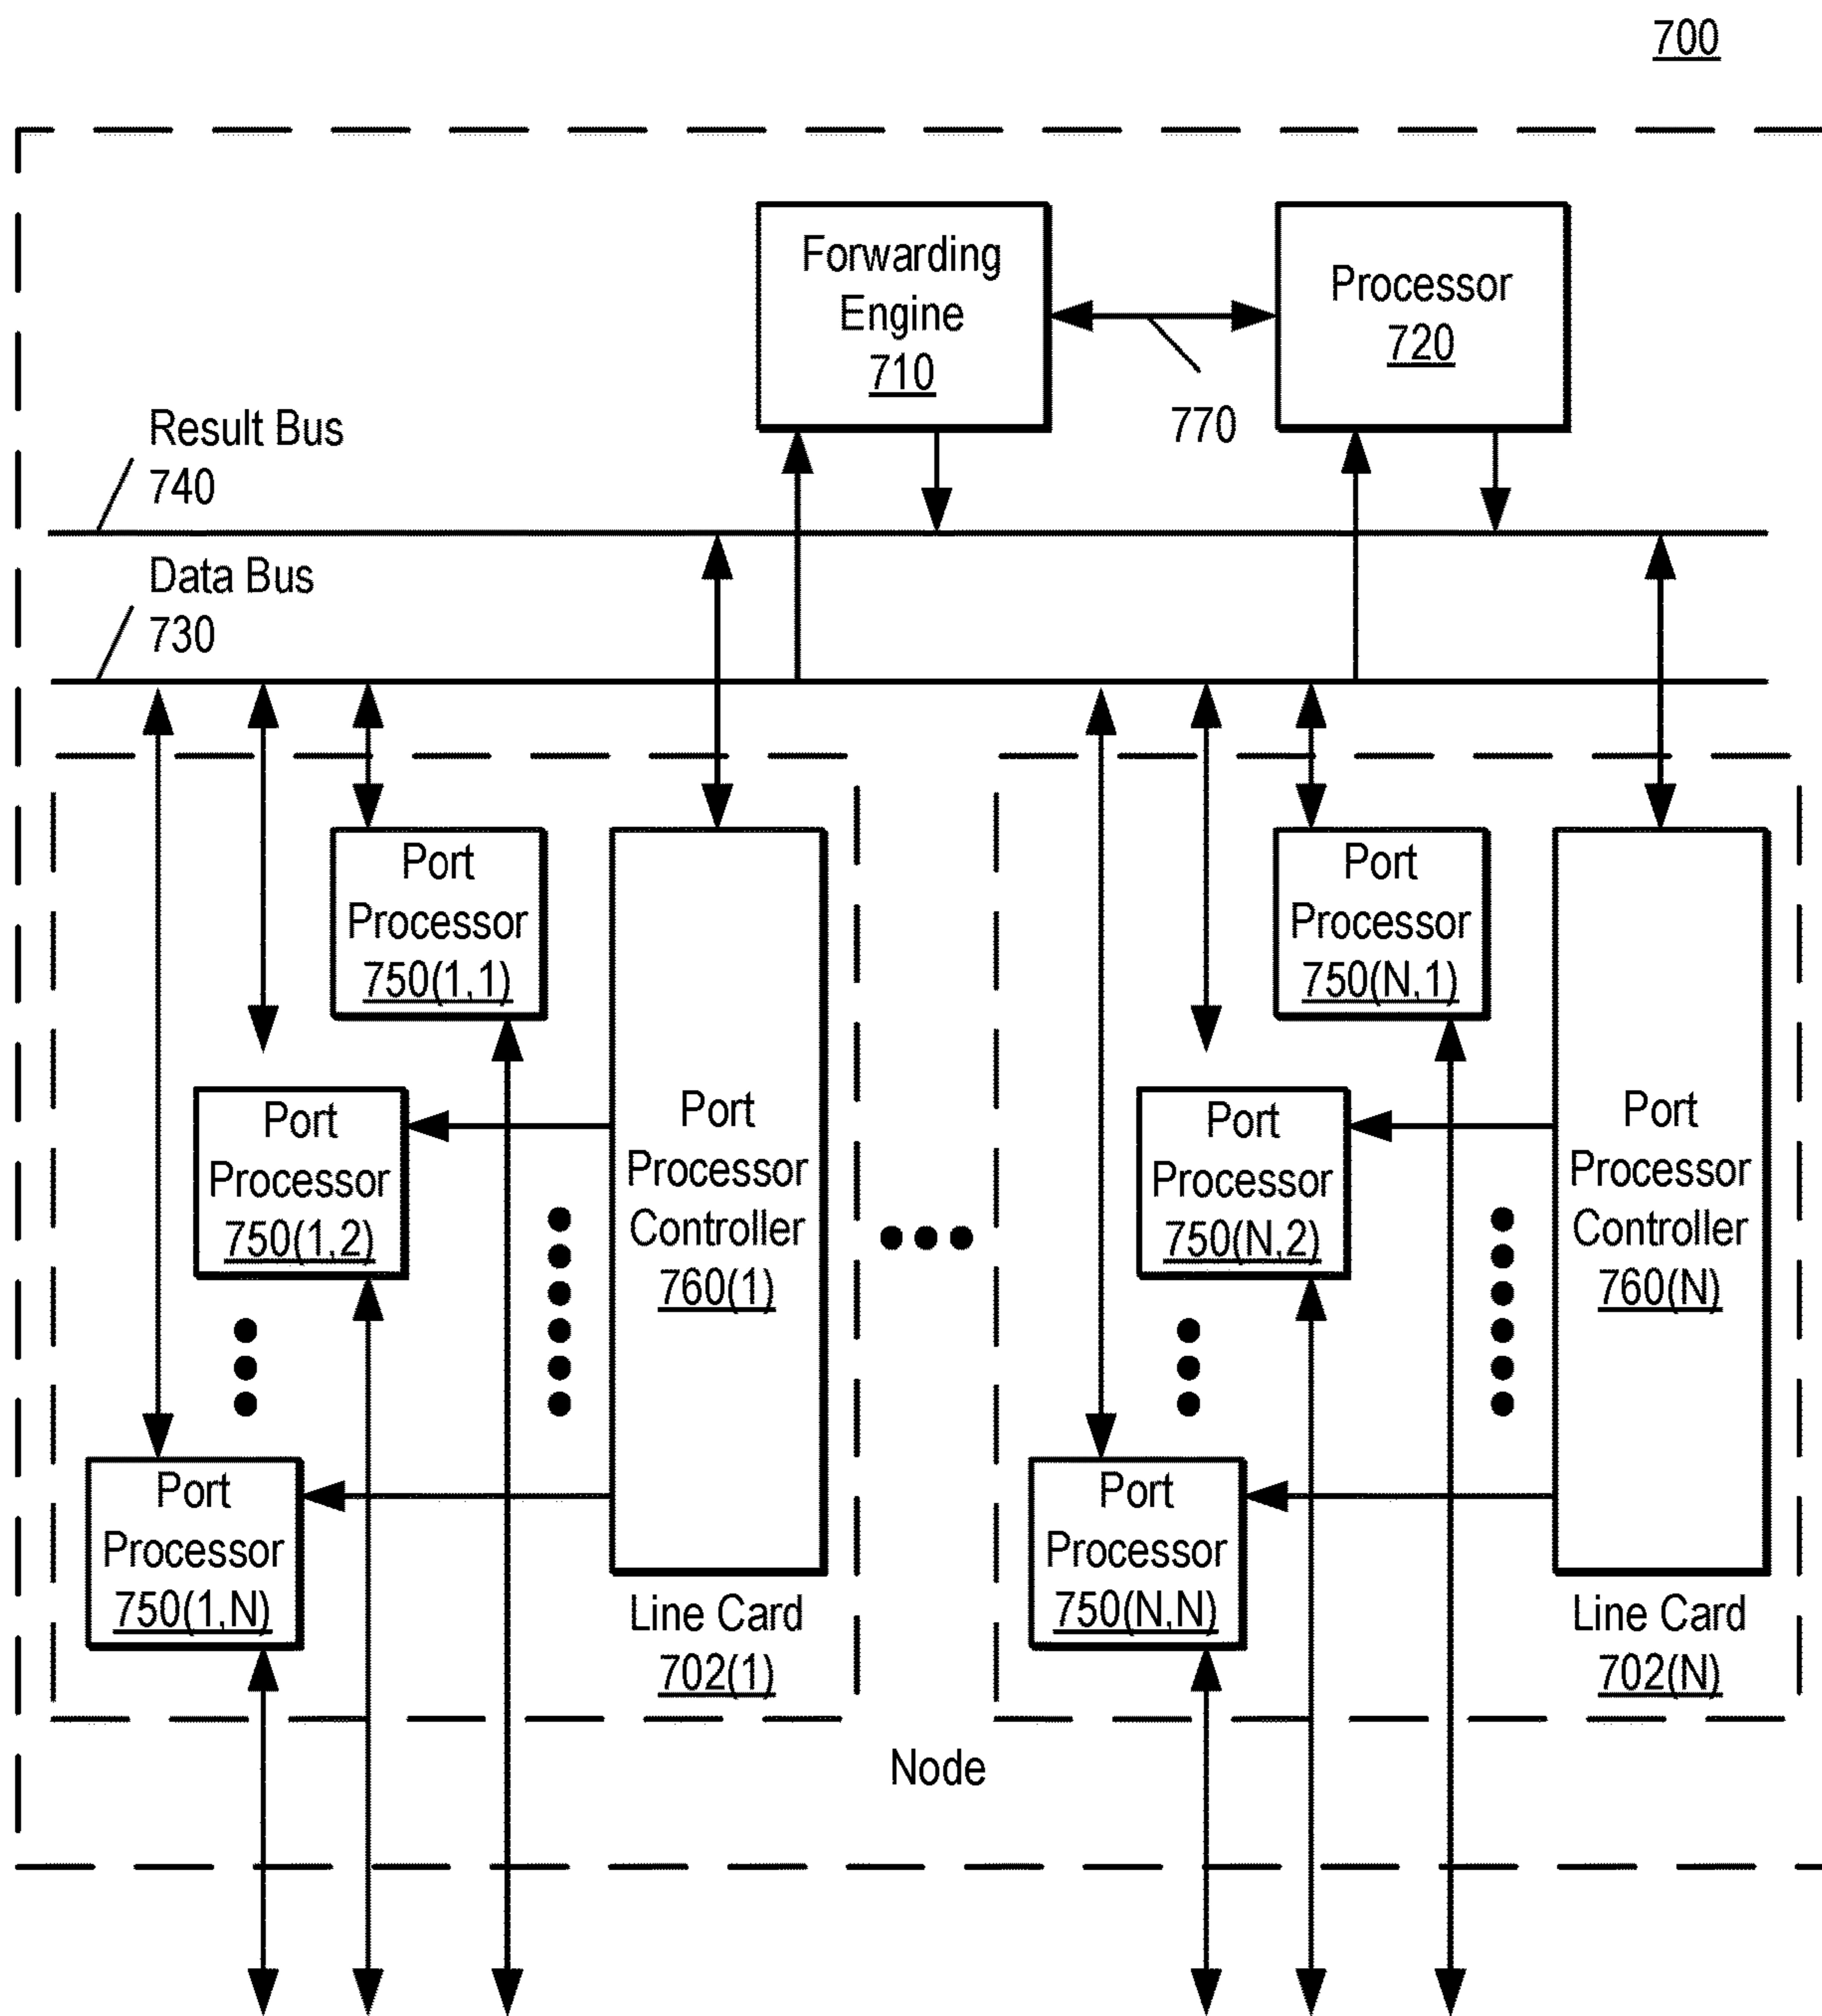 700
Forwarding
Engine
710
Processor
720
770
Result Bus
740
Data Bus
730
Port
Processor
750(1,1)
Port
Processor
750(1,2)
Port
Processor
750(1,N)
Port
Processor
Controller
760(1)
Line Card
702(1)
Port
Processor
750(N,1)
Port
Processor
750(N,2)
Port
Processor
750(N,N)
Port
Processor
Controller
760(N)
Line Card
702(N)
Node